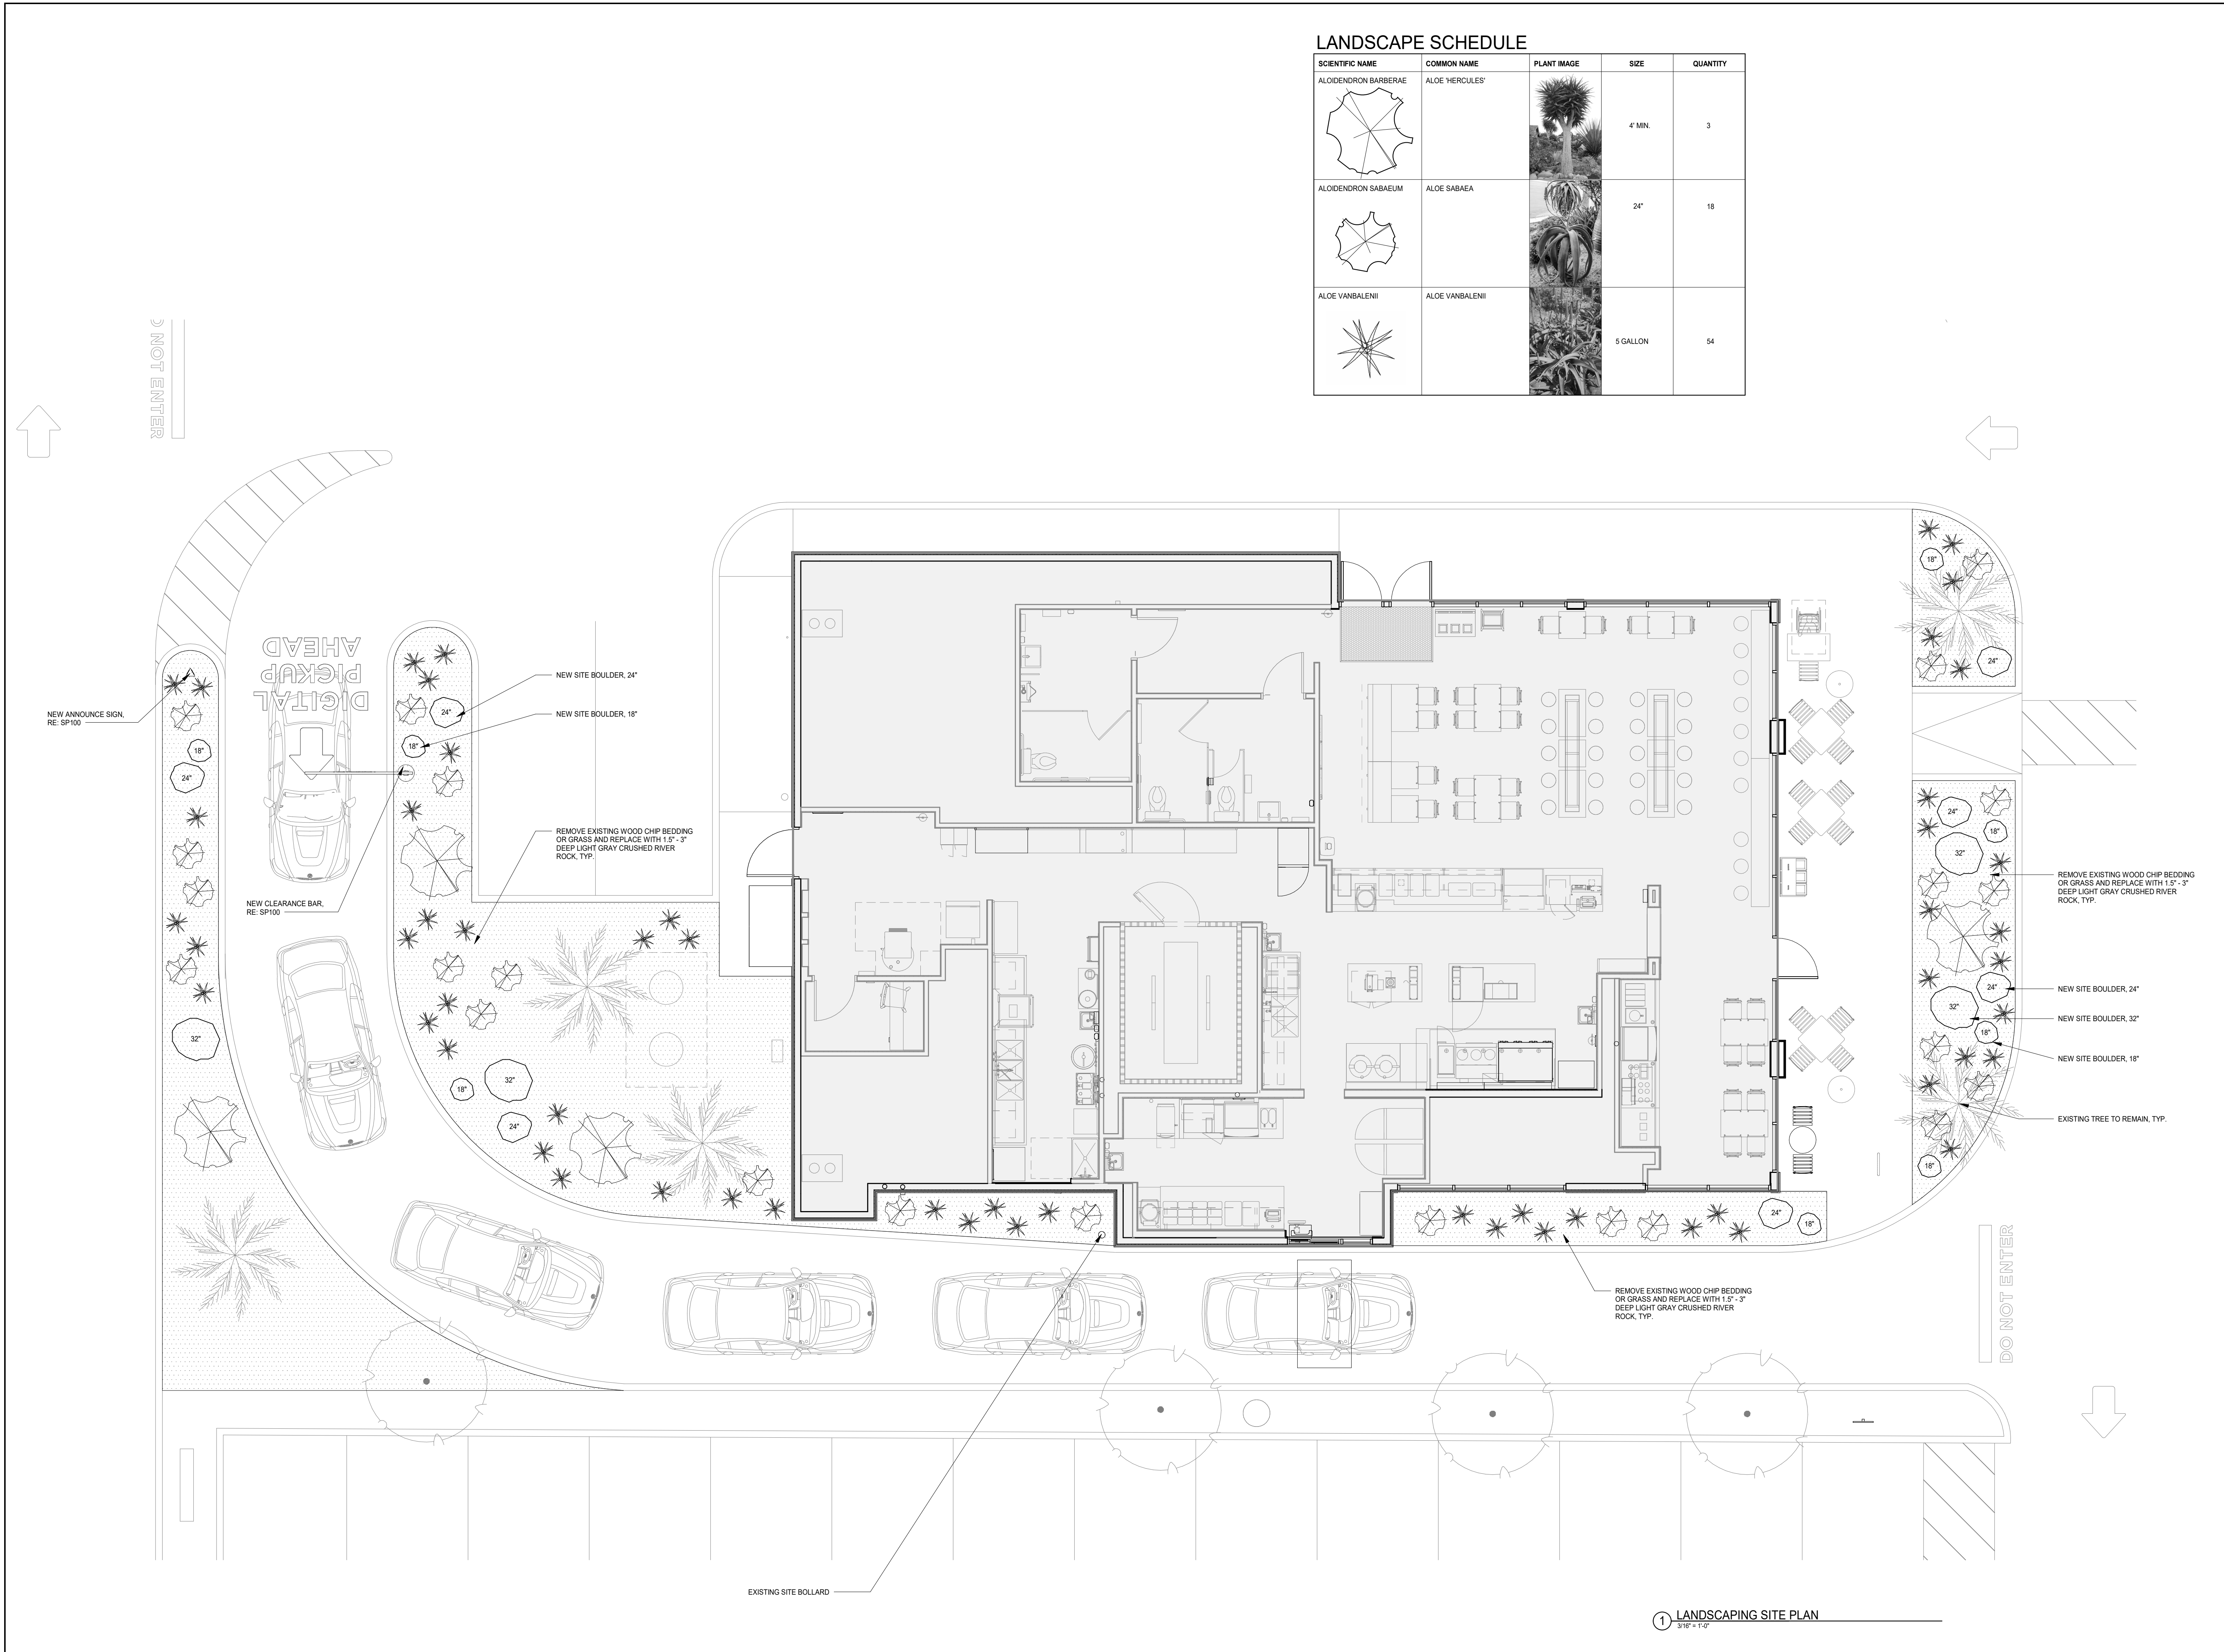 LANDSCAPE SCHEDULE
SCIENTIFIC NAME COMMON NAME PLANT IMAGE SIZE QUANTITY
ALOIDENDRON BARBERAE ALOE 'HERCULES' 4' MIN. 3
ALOIDENDRON SABAEUM ALOE SABAEA 24" 18
ALOE VANBALENII ALOE VANBALENII 5 GALLON 54
O NOT ENTER
DIGITAL
PICKUP
AHEAD
NEW ANNOUNCE SIGN,
RE: SP100
18"
24"
32"
NEW SITE BOULDER, 24"
NEW SITE BOULDER, 18"
24"
18"
NEW CLEARANCE BAR,
RE: SP100
REMOVE EXISTING WOOD CHIP BEDDING
OR GRASS AND REPLACE WITH 1.5" - 3"
DEEP LIGHT GRAY CRUSHED RIVER
ROCK, TYP.
18"
32"
24"
18"
24"
24"
18"
32"
REMOVE EXISTING WOOD CHIP BEDDING
OR GRASS AND REPLACE WITH 1.5" - 3"
DEEP LIGHT GRAY CRUSHED RIVER
ROCK, TYP.
24"
NEW SITE BOULDER, 24"
32"
NEW SITE BOULDER, 32"
18"
NEW SITE BOULDER, 18"
EXISTING TREE TO REMAIN, TYP.
18"
24"
18"
REMOVE EXISTING WOOD CHIP BEDDING
OR GRASS AND REPLACE WITH 1.5" - 3"
DEEP LIGHT GRAY CRUSHED RIVER
ROCK, TYP.
DO NOT ENTER
EXISTING SITE BOLLARD
1 LANDSCAPING SITE PLAN
3/16" = 1'-0"